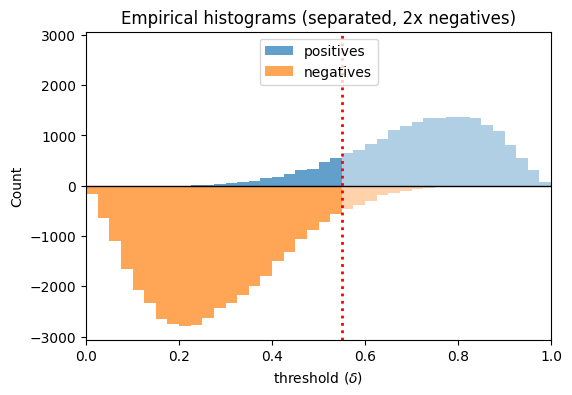 Empirical histograms (separated, 2x negatives)
positives
negatives
3000
2000
1000
0
−1000
−2000
−3000
Count
0.0 0.2 0.4 0.6 0.8 1.0
threshold (δ)